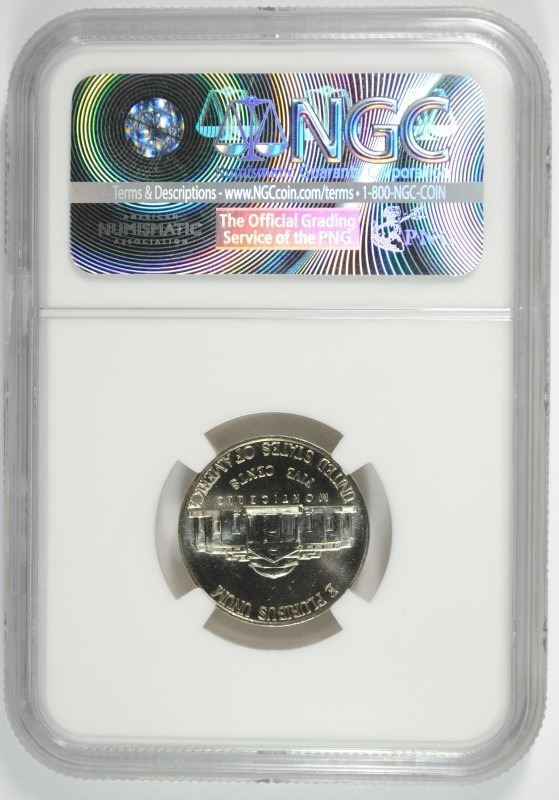 NGC
Numismatic Guaranty Corporation
Terms & Descriptions - www.NGCcoin.com/terms • 1-800-NGC-COIN
AMERICAN
NUMISMATIC
ASSOCIATION
The Official Grading
Service of the PNG
PNG
E PLURIBUS UNUM
MONTICELLO
FIVE CENTS
UNITED STATES OF AMERICA